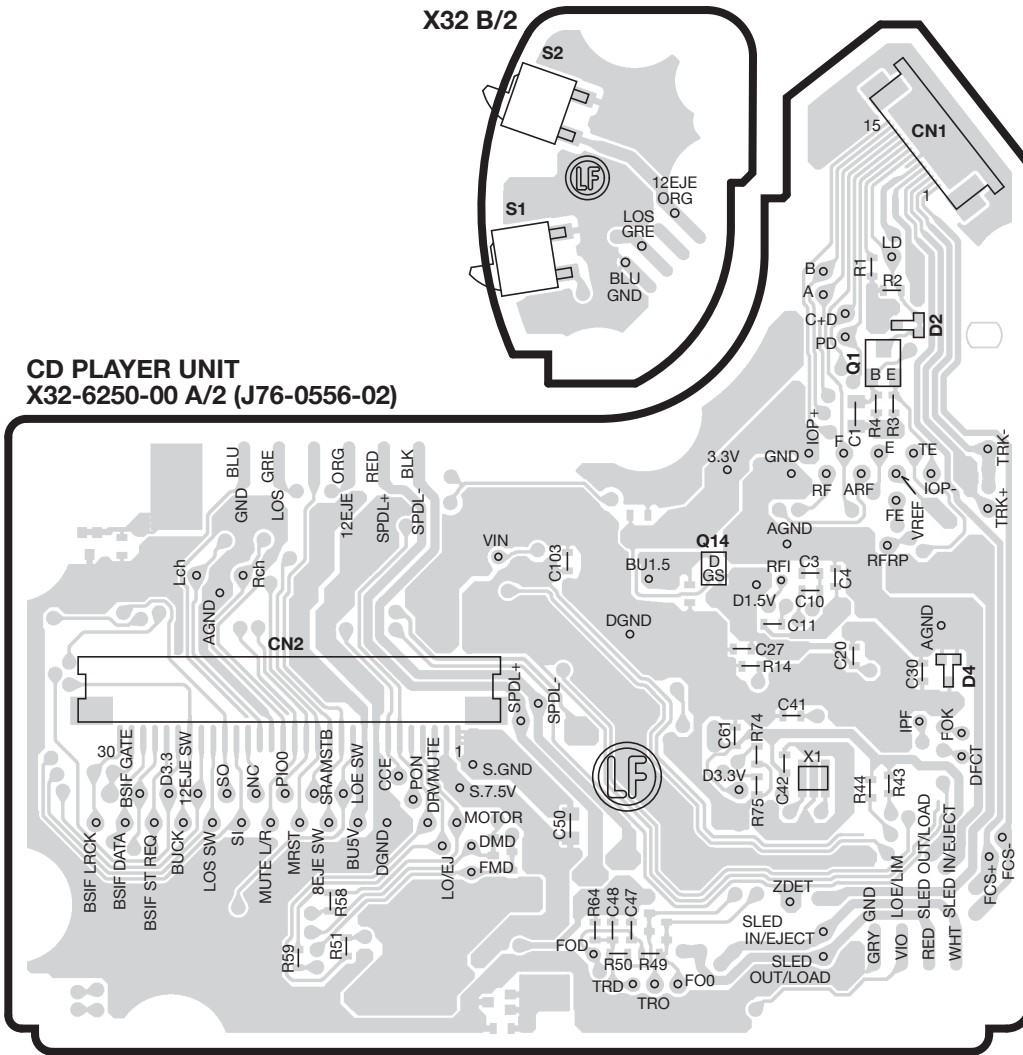 X32 B/2
S2
CN1
15
1
12EJE
ORG
S1
LOS
GRE
BLU
GND
LF
LD
B
R1
A
R2
C+D
D2
PD
Q1
B E
CD PLAYER UNIT
X32-6250-00 A/2 (J76-0556-02)
IOP+
C1
R4
R3
GND BLU
LOS GRE
12EJE ORG
SPDL+ RED
SPDL- BLK
3.3V
GND
F
E
TE
TRK-
RF
ARF
VREF
IOP-
FE
TRK+
AGND
RFRP
VIN
C103
Q14
D
GS
BU1.5
RFI
C3
C4
D1.5V
C10
Lch
AGND
Rch
DGND
C11
AGND
CN2
C27
R14
C20
C30
D4
SPDL+
SPDL-
C41
IPF
FOK
C61
R74
DFCT
30
1
BSIF GATE
D3.3
12EJE SW
SO
NC
PIO0
SRAMSTB
LOE SW
CCE
PON
DRVMUTE
S.GND
S.7.5V
D3.3V
R75
C42
X1
R44
R43
LF
BSIF LRCK
BSIF DATA
BSIF ST REQ
BUCK
LOS SW
SI
MUTE L/R
MRST
8EJE SW
BU5V
DGND
LO/EJ
MOTOR
DMD
FMD
C50
FCS+
FCS-
R58
R59
R51
R64
C48
C47
ZDET
SLED
IN/EJECT
SLED
OUT/LOAD
GRY GND
VIO LOE/LIM
RED SLED OUT/LOAD
WHT SLED IN/EJECT
FOD
R50
R49
TRD
TRO
FO0